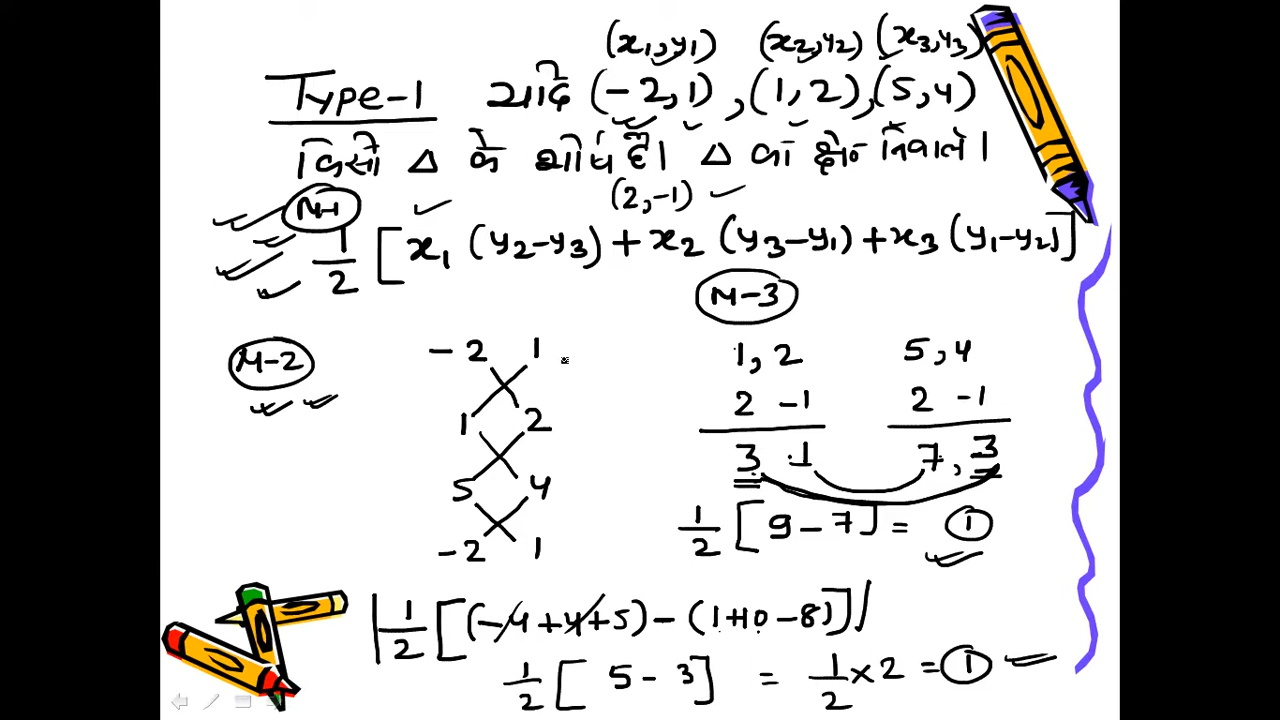 (x₁,y₁) (x₂,y₂) (x₃,y₃)
Type-1 यदि (-2,1), (1,2), (5,4)
किसी △ के शीर्ष हैं। △ का क्षे० निकाले।
(2,-1)
M-1
1/2 [x₁ (y₂-y₃) + x₂ (y₃-y₁) + x₃ (y₁-y₂)]
M-3
M-2
-2 1
1 2
5 4
-2 1
1, 2 5, 4
2 -1 2 -1
3 1 7, 3
1/2 [9-7] = 1
|1/2 [(-4+4+5) - (1+10-8)]|
1/2 [5-3] = 1/2 × 2 = 1